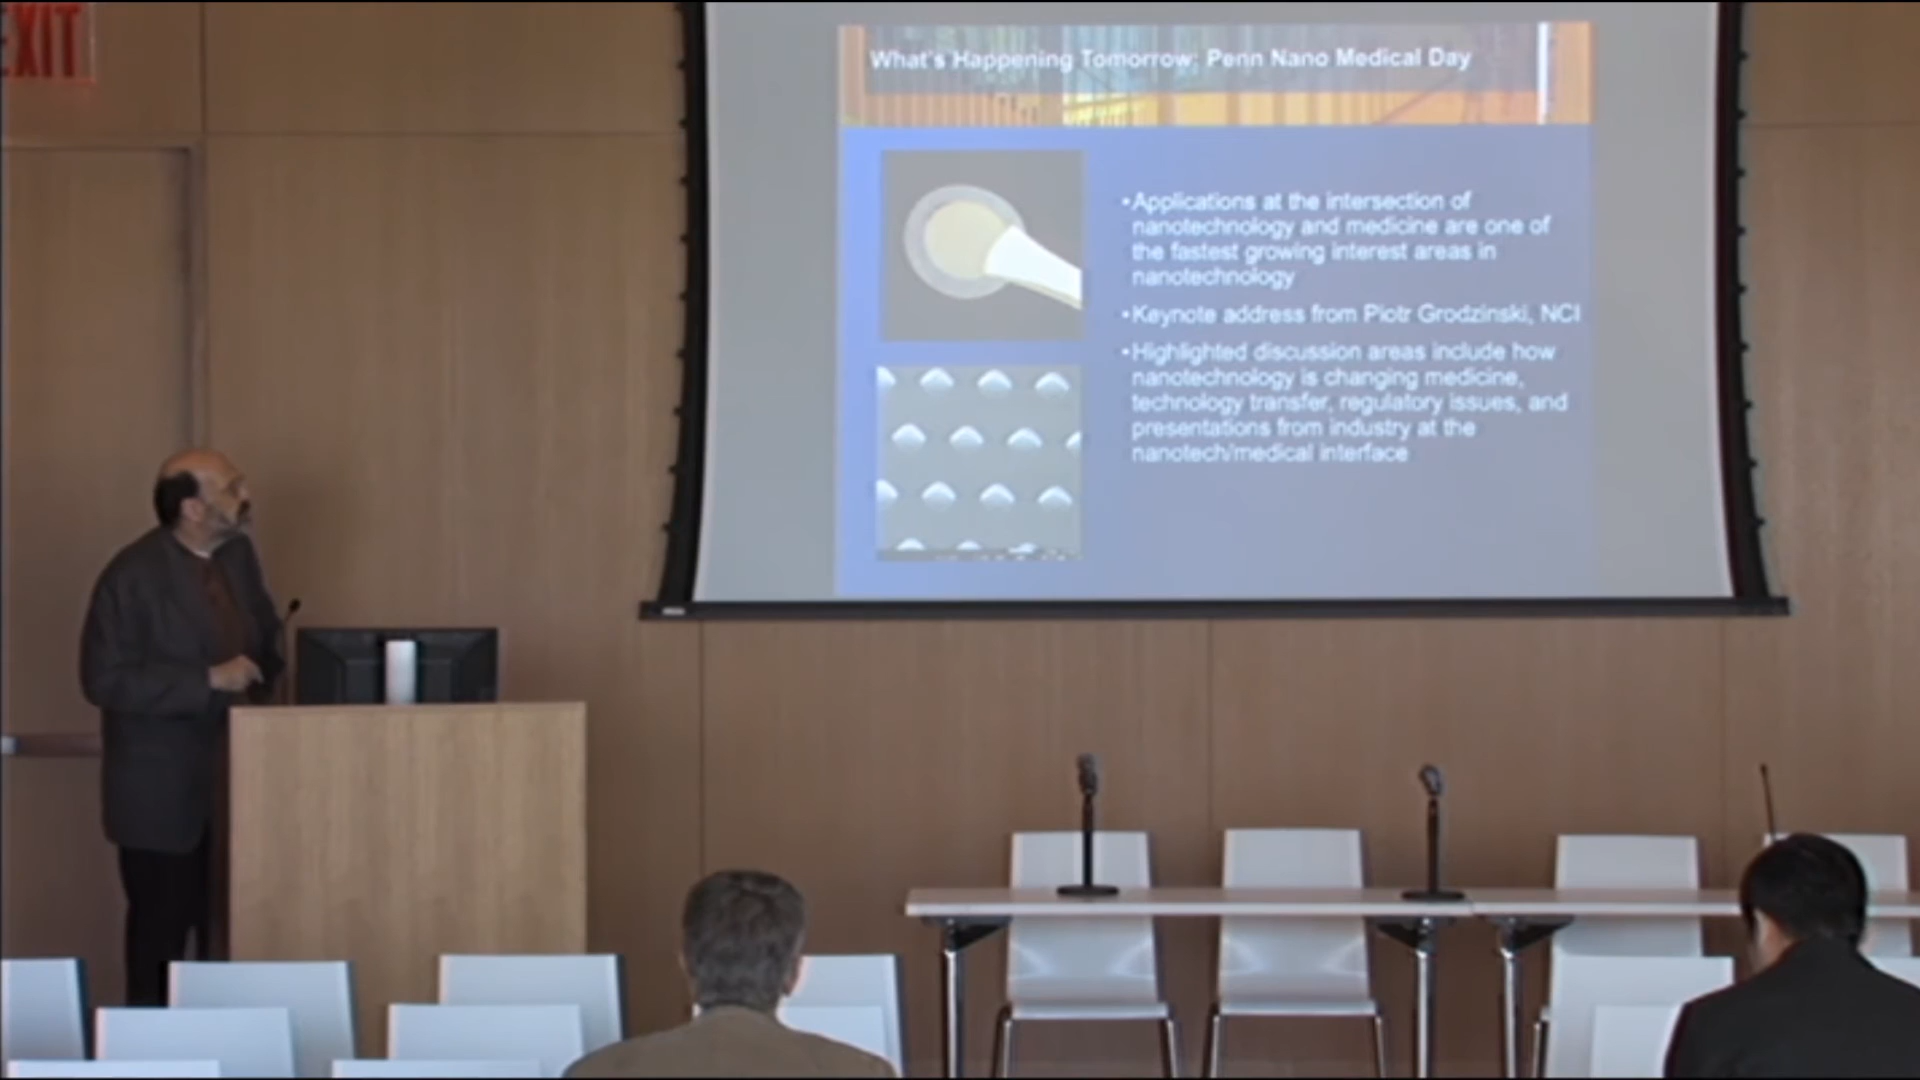 EXIT
What's Happening Tomorrow: Penn Nano Medical Day
•Applications at the intersection of
nanotechnology and medicine are one of
the fastest growing interest areas in
nanotechnology
•Keynote address from Piotr Grodzinski, NCI
•Highlighted discussion areas include how
nanotechnology is changing medicine,
technology transfer, regulatory issues, and
presentations from industry at the
nanotech/medical interface